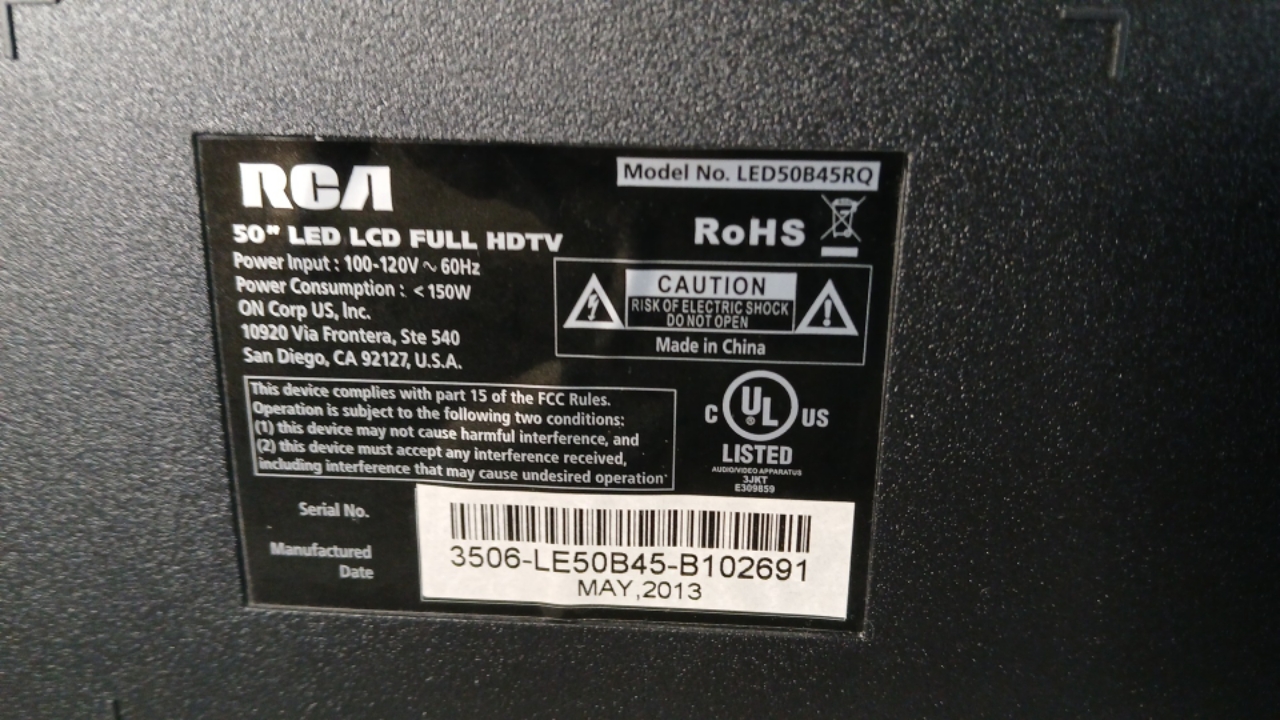 RCA
Model No. LED50B45RQ
50" LED LCD FULL HDTV
RoHS
Power Input : 100-120V ~ 60Hz
Power Consumption : < 150W
ON Corp US, Inc.
10920 Via Frontera, Ste 540
San Diego, CA 92127, U.S.A.
CAUTION
RISK OF ELECTRIC SHOCK
DO NOT OPEN
Made in China
This device complies with part 15 of the FCC Rules.
Operation is subject to the following two conditions:
(1) this device may not cause harmful interference, and
(2) this device must accept any interference received,
including interference that may cause undesired operation.
C UL US
®
LISTED
AUDIO/VIDEO APPARATUS
3JKT
E309859
Serial No.
3506-LE50B45-B102691
Manufactured
Date
MAY,2013